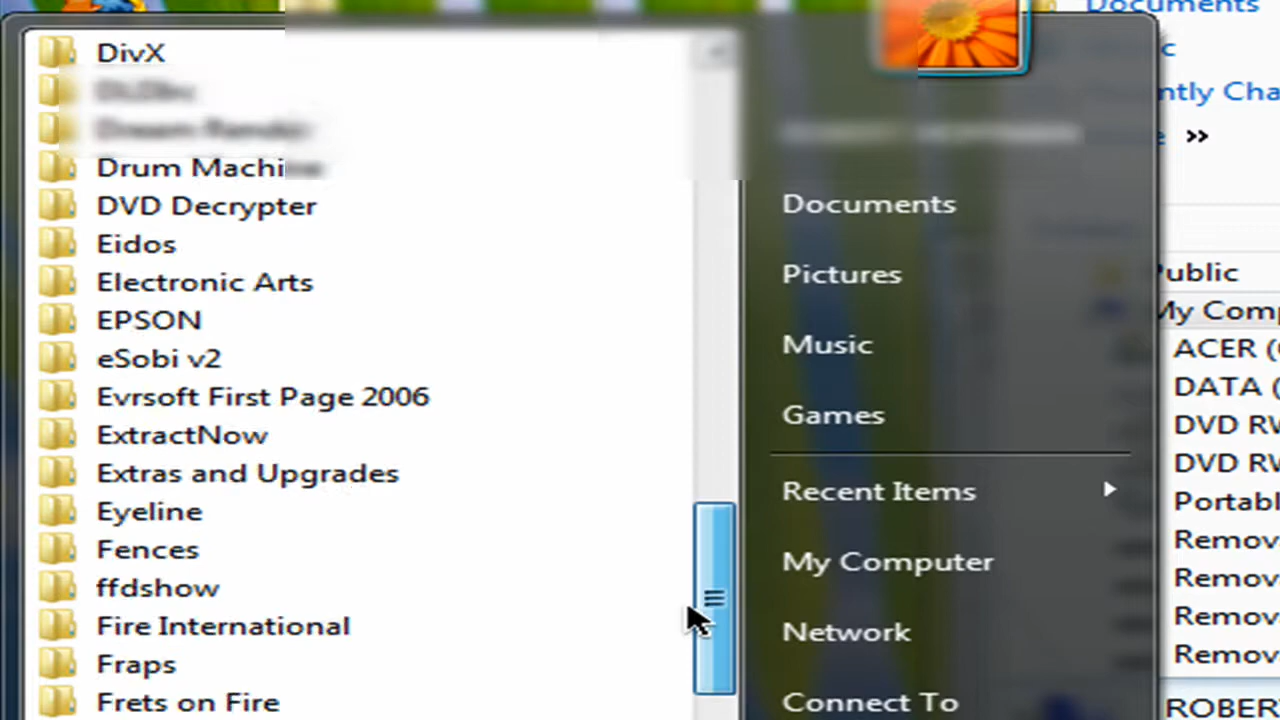 DivX
Drum Machine
DVD Decrypter
Eidos
Electronic Arts
EPSON
eSobi v2
Evrsoft First Page 2006
ExtractNow
Extras and Upgrades
Eyeline
Fences
ffdshow
Fire International
Fraps
Frets on Fire
Documents
Pictures
Music
Games
Recent Items
My Computer
Network
Connect To
Documents
c
ntly Cha
»
Public
My Comp
ACER (
DATA (
DVD RW
DVD RW
Portabl
Remov
Remov
Remov
Remov
ROBER